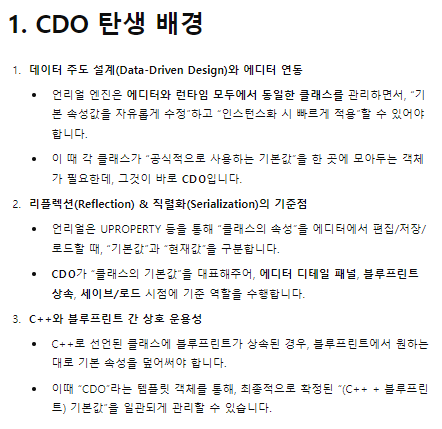 1. CDO 탄생 배경
1. 데이터 주도 설계(Data-Driven Design)와 에디터 연동
• 언리얼 엔진은 에디터와 런타임 모두에서 동일한 클래스를 관리하면서, “기
본 속성값을 자유롭게 수정”하고 “인스턴스화 시 빠르게 적용”할 수 있어야
합니다.
• 이 때 각 클래스가 “공식적으로 사용하는 기본값”을 한 곳에 모아두는 객체
가 필요한데, 그것이 바로 CDO입니다.
2. 리플렉션(Reflection) & 직렬화(Serialization)의 기준점
• 언리얼은 UPROPERTY 등을 통해 “클래스의 속성”을 에디터에서 편집/저장/
로드할 때, “기본값”과 “현재값”을 구분합니다.
• CDO가 “클래스의 기본값”을 대표해주어, 에디터 디테일 패널, 블루프린트
상속, 세이브/로드 시점에 기준 역할을 수행합니다.
3. C++와 블루프린트 간 상호 운용성
• C++로 선언된 클래스에 블루프린트가 상속된 경우, 블루프린트에서 원하는
대로 기본 속성을 덮어써야 합니다.
• 이때 “CDO”라는 템플릿 객체를 통해, 최종적으로 확정된 “(C++ + 블루프린
트) 기본값”을 일관되게 관리할 수 있습니다.